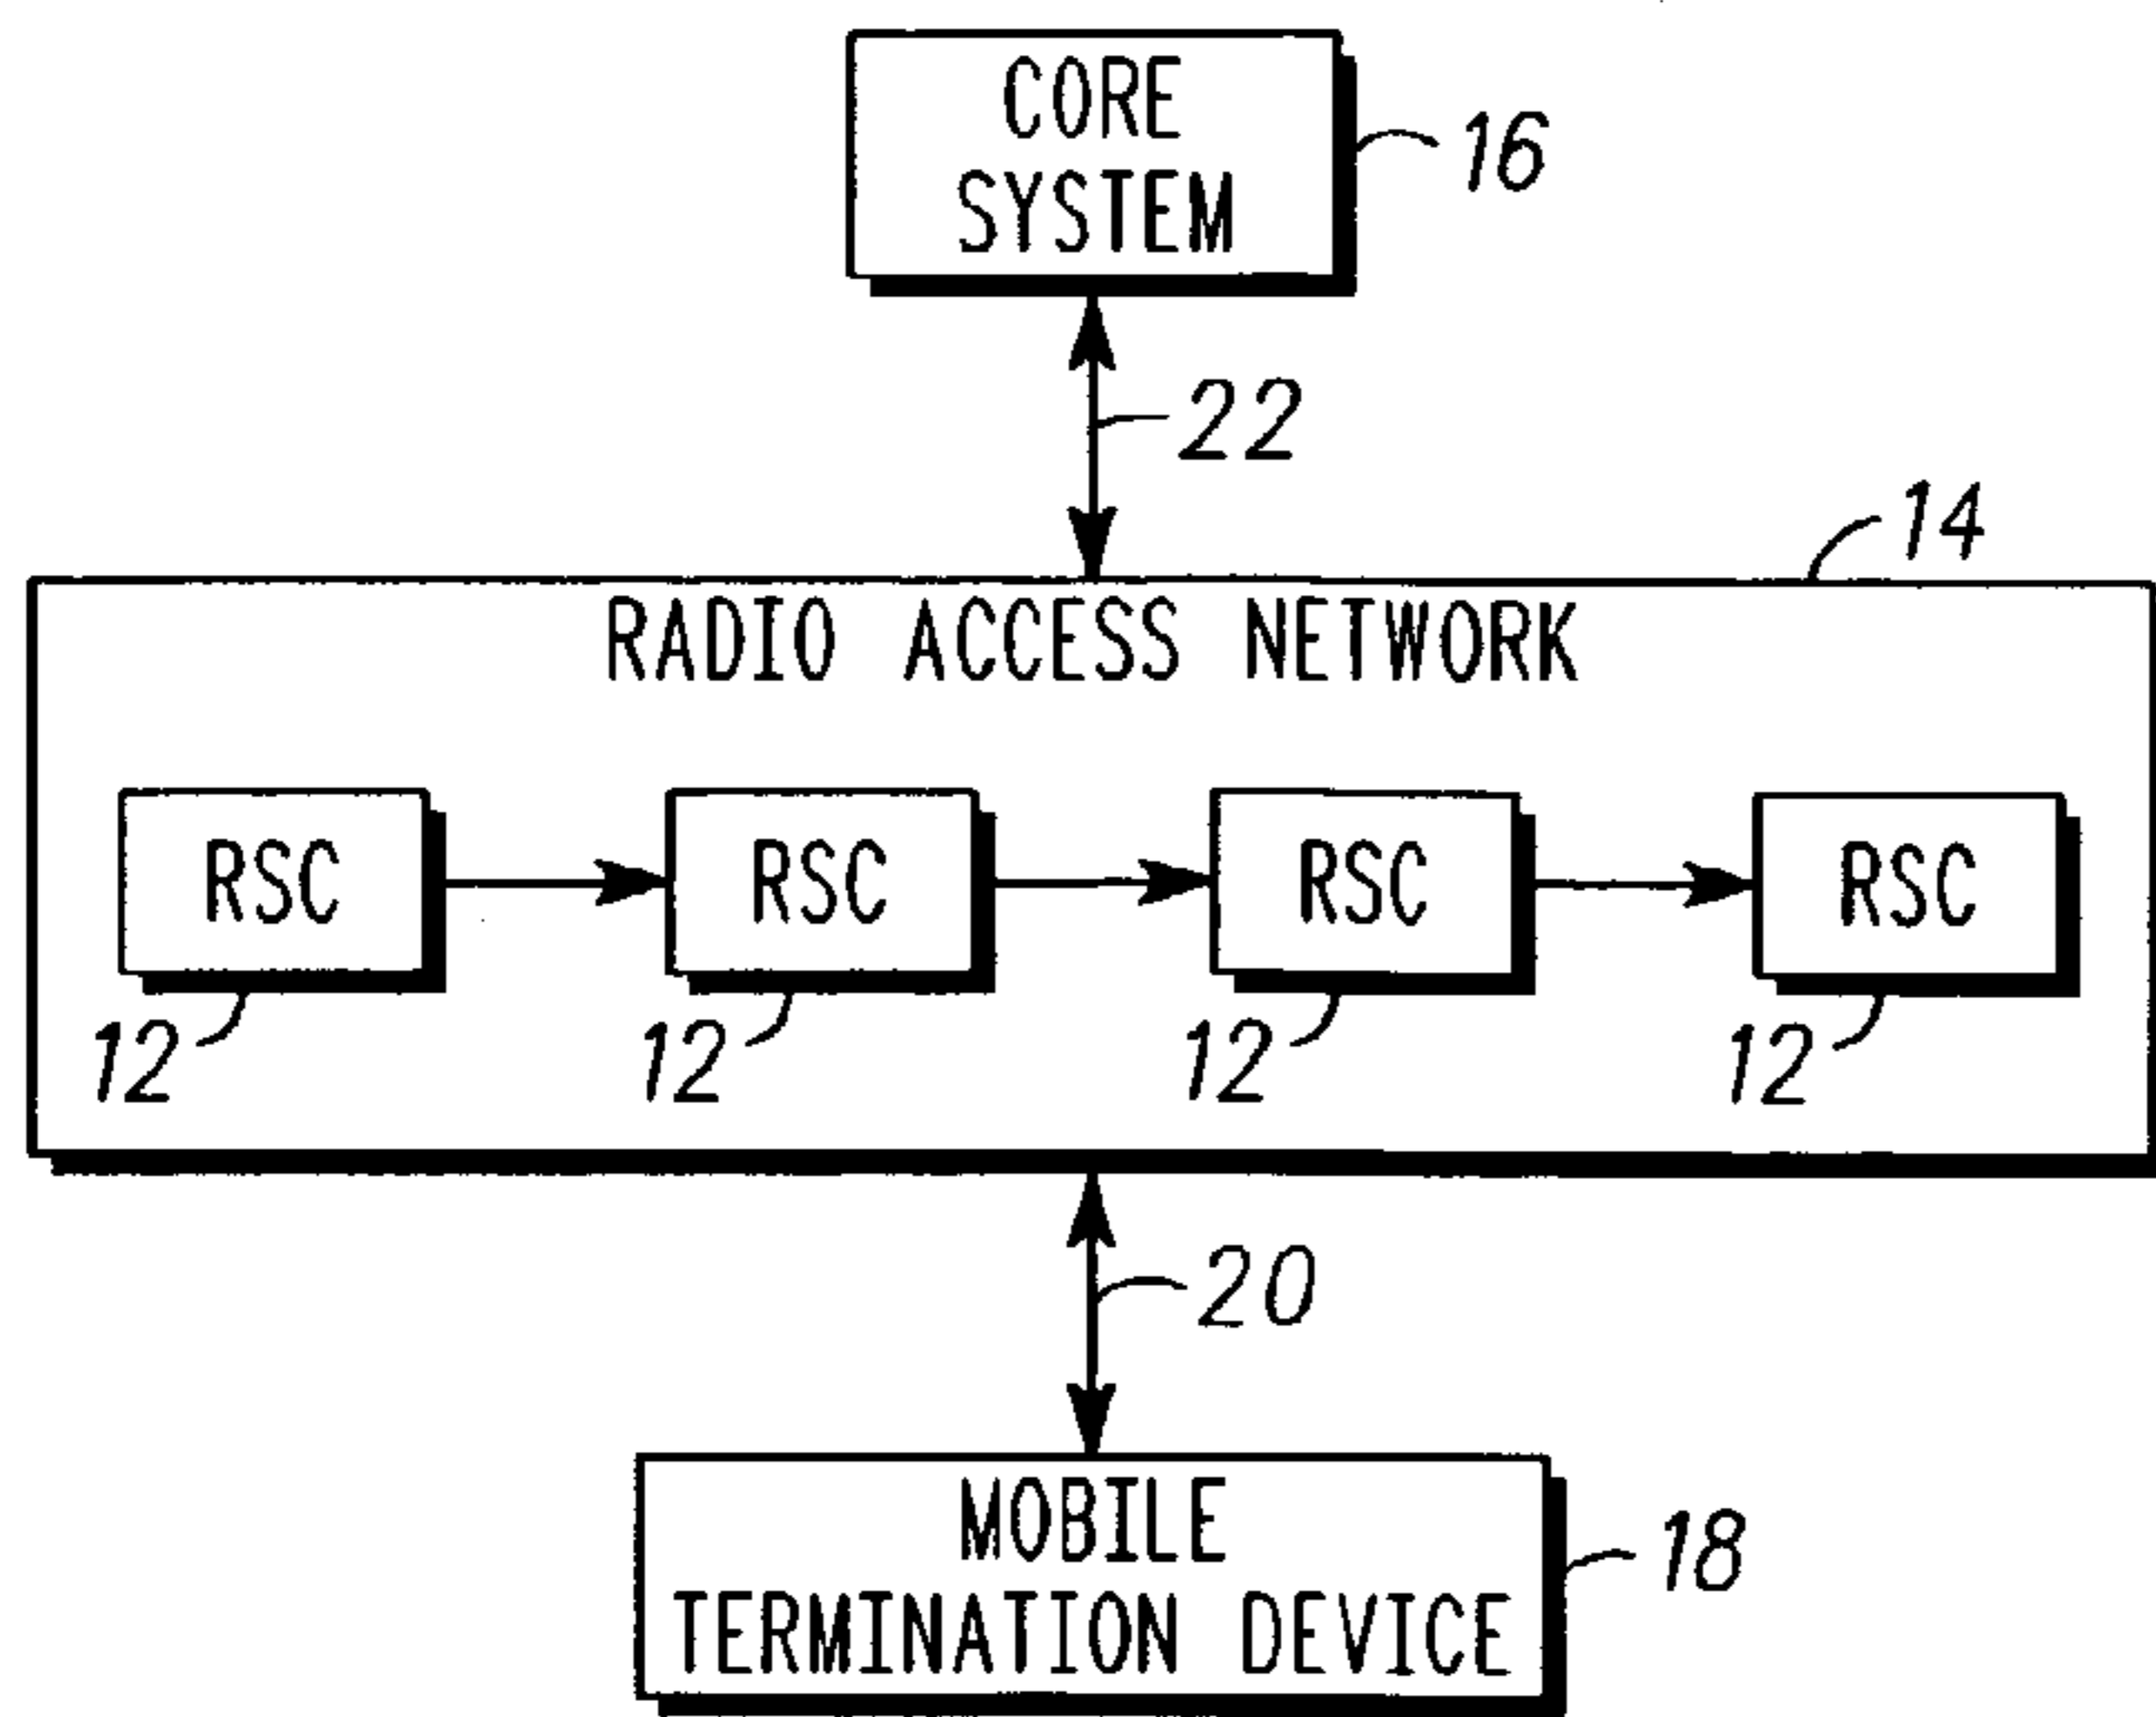 CORE
SYSTEM
16
22
14
RADIO ACCESS NETWORK
RSC RSC RSC RSC
12 12 12 12
20
MOBILE
TERMINATION DEVICE
18